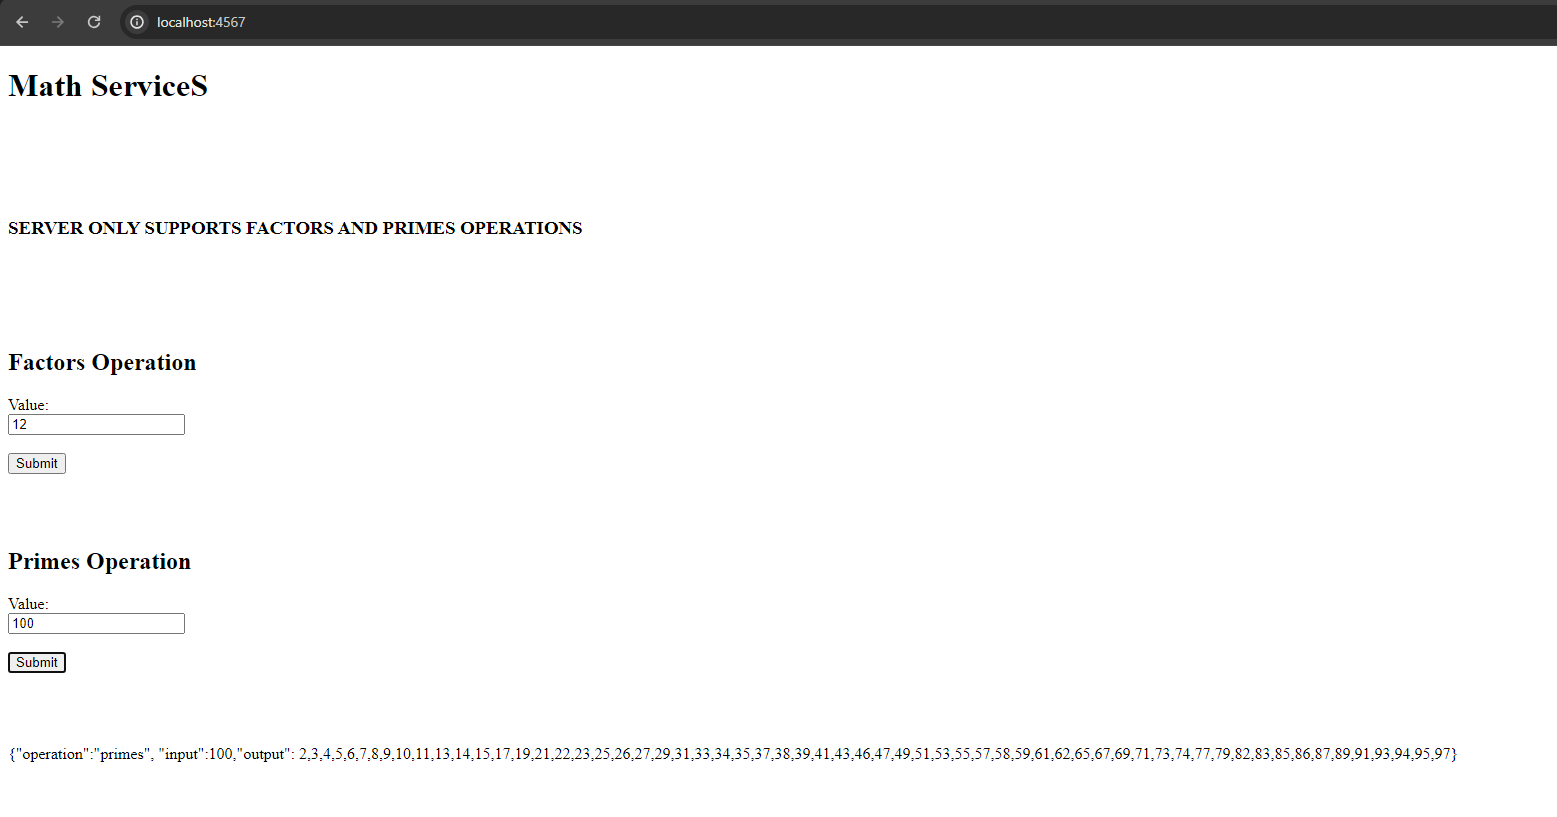 localhost:4567
Math ServiceS
SERVER ONLY SUPPORTS FACTORS AND PRIMES OPERATIONS
Factors Operation
Value:
12
Submit
Primes Operation
Value:
100
Submit
{"operation":"primes", "input":100,"output": 2,3,4,5,6,7,8,9,10,11,13,14,15,17,19,21,22,23,25,26,27,29,31,33,34,35,37,38,39,41,43,46,47,49,51,53,55,57,58,59,61,62,65,67,69,71,73,74,77,79,82,83,85,86,87,89,91,93,94,95,97}